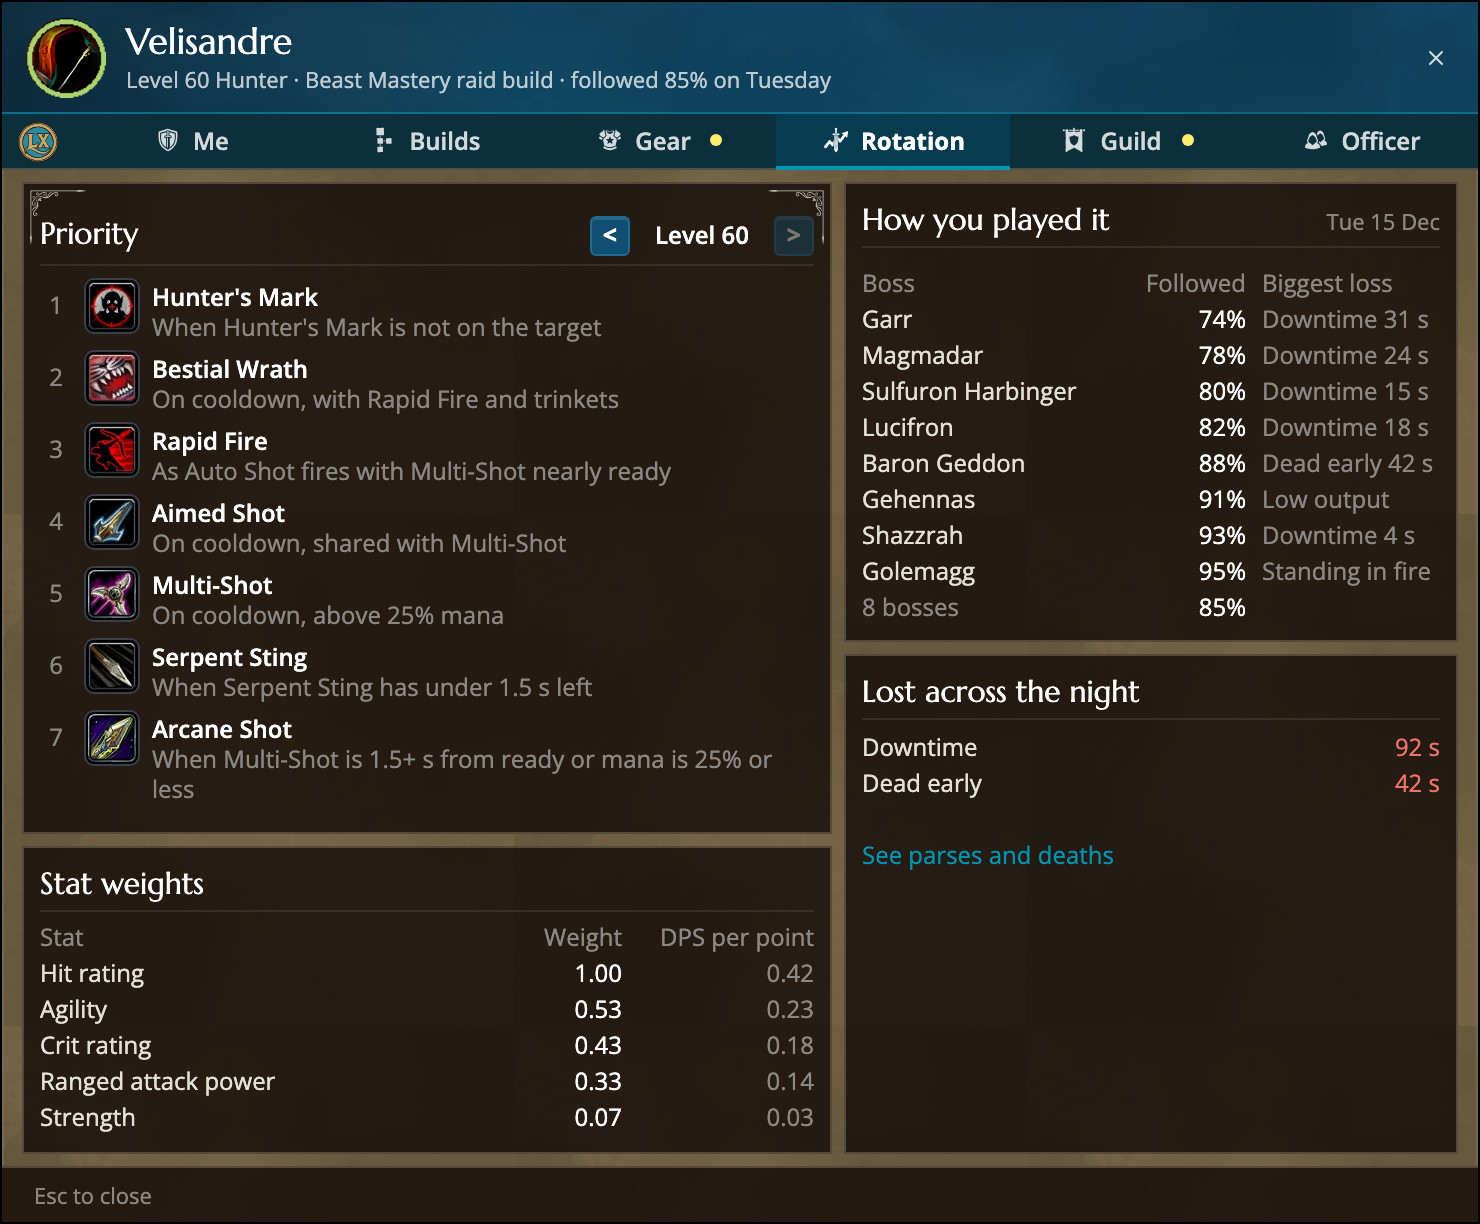 Velisandre
Level 60 Hunter · Beast Mastery raid build · followed 85% on Tuesday
×
LX
Me
Builds
Gear
Rotation
Guild
Officer
Priority
<
Level 60
>
1 Hunter's Mark
When Hunter's Mark is not on the target
2 Bestial Wrath
On cooldown, with Rapid Fire and trinkets
3 Rapid Fire
As Auto Shot fires with Multi-Shot nearly ready
4 Aimed Shot
On cooldown, shared with Multi-Shot
5 Multi-Shot
On cooldown, above 25% mana
6 Serpent Sting
When Serpent Sting has under 1.5 s left
7 Arcane Shot
When Multi-Shot is 1.5+ s from ready or mana is 25% or
less
Stat weights
Stat Weight DPS per point
Hit rating 1.00 0.42
Agility 0.53 0.23
Crit rating 0.43 0.18
Ranged attack power 0.33 0.14
Strength 0.07 0.03
How you played it Tue 15 Dec
Boss Followed Biggest loss
Garr 74% Downtime 31 s
Magmadar 78% Downtime 24 s
Sulfuron Harbinger 80% Downtime 15 s
Lucifron 82% Downtime 18 s
Baron Geddon 88% Dead early 42 s
Gehennas 91% Low output
Shazzrah 93% Downtime 4 s
Golemagg 95% Standing in fire
8 bosses 85%
Lost across the night
Downtime 92 s
Dead early 42 s
See parses and deaths
Esc to close